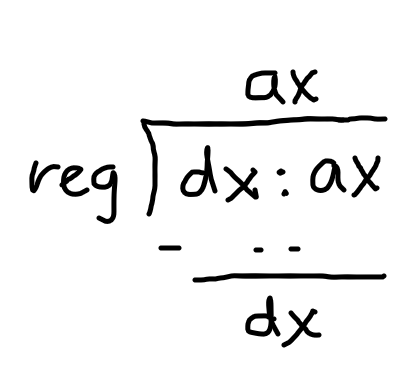 ax
reg dx:ax
- ..
dx